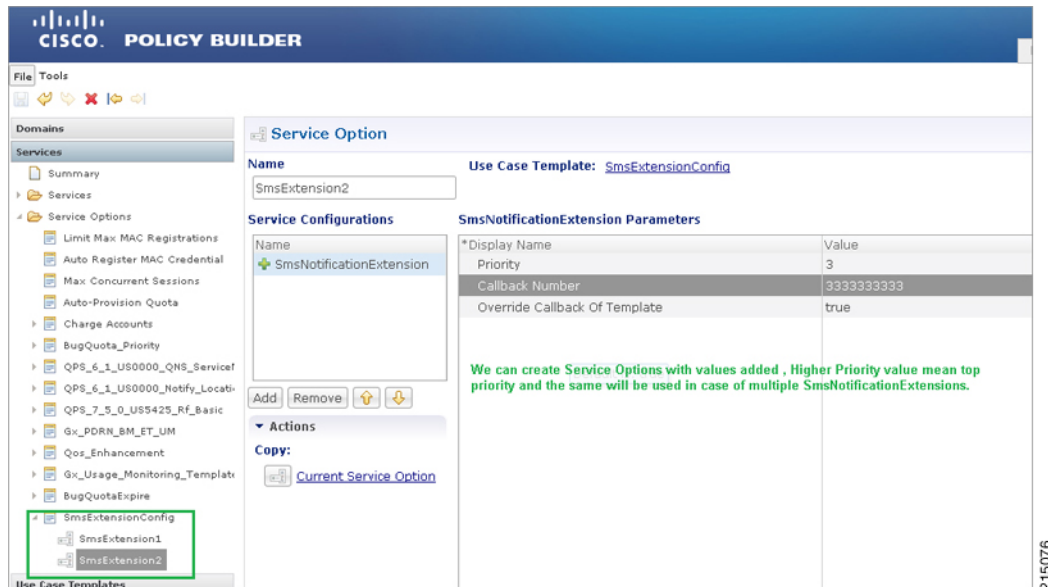 CISCO. POLICY BUILDER
File Tools
Domains
Services
Summary
Services
Service Options
Limit Max MAC Registrations
Auto Register MAC Credential
Max Concurrent Sessions
Auto-Provision Quota
Charge Accounts
BugQuota_Priority
QPS_6_1_US0000_QNS_Service
QPS_6_1_US0000_Notify_Locati
QPS_7_5_0_US5425_Rf_Basic
Gx_PDRN_BM_ET_UM
Qos_Enhancement
Gx_Usage_Monitoring_Template
BugQuotaExpire
SmsExtensionConfig
SmsExtension1
SmsExtension2
Use Case Templates
Service Option
Name
SmsExtension2
Use Case Template: SmsExtensionConfig
Service Configurations
Name
SmsNotificationExtension
Add Remove
Actions
Copy:
Current Service Option
SmsNotificationExtension Parameters
*Display Name Value
Priority 3
Callback Number 3333333333
Override Callback Of Template true
We can create Service Options with values added , Higher Priority value mean top
priority and the same will be used in case of multiple SmsNotificationExtensions.